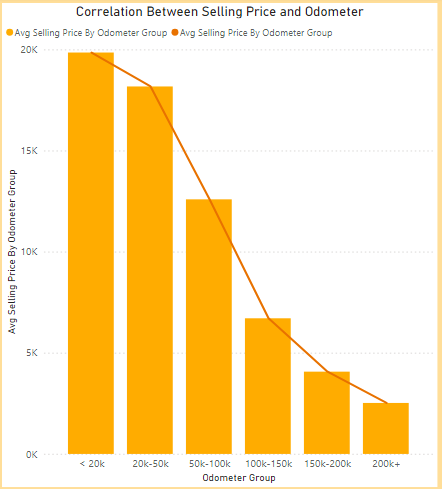 Correlation Between Selling Price and Odometer
Avg Selling Price By Odometer Group Avg Selling Price By Odometer Group
20K
15K
10K
5K
0K
Avg Selling Price By Odometer Group
< 20k 20k-50k 50k-100k 100k-150k 150k-200k 200k+
Odometer Group